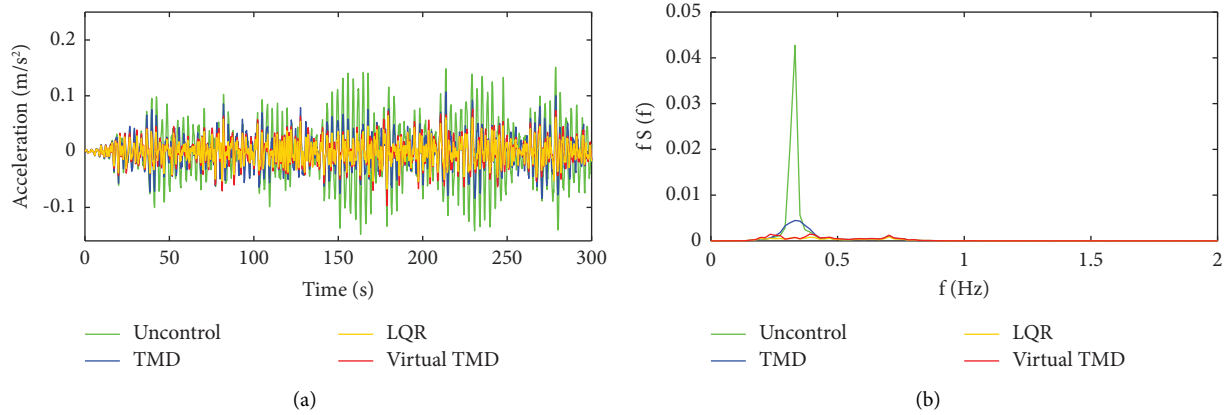 0.2
0.1
0
-0.1
Acceleration (m/s²)
0 50 100 150 200 250 300
Time (s)
Uncontrol
TMD
LQR
Virtual TMD
(a)
0.05
0.04
0.03
0.02
0.01
0
f S (f)
0 0.5 1 1.5 2
f (Hz)
Uncontrol
TMD
LQR
Virtual TMD
(b)